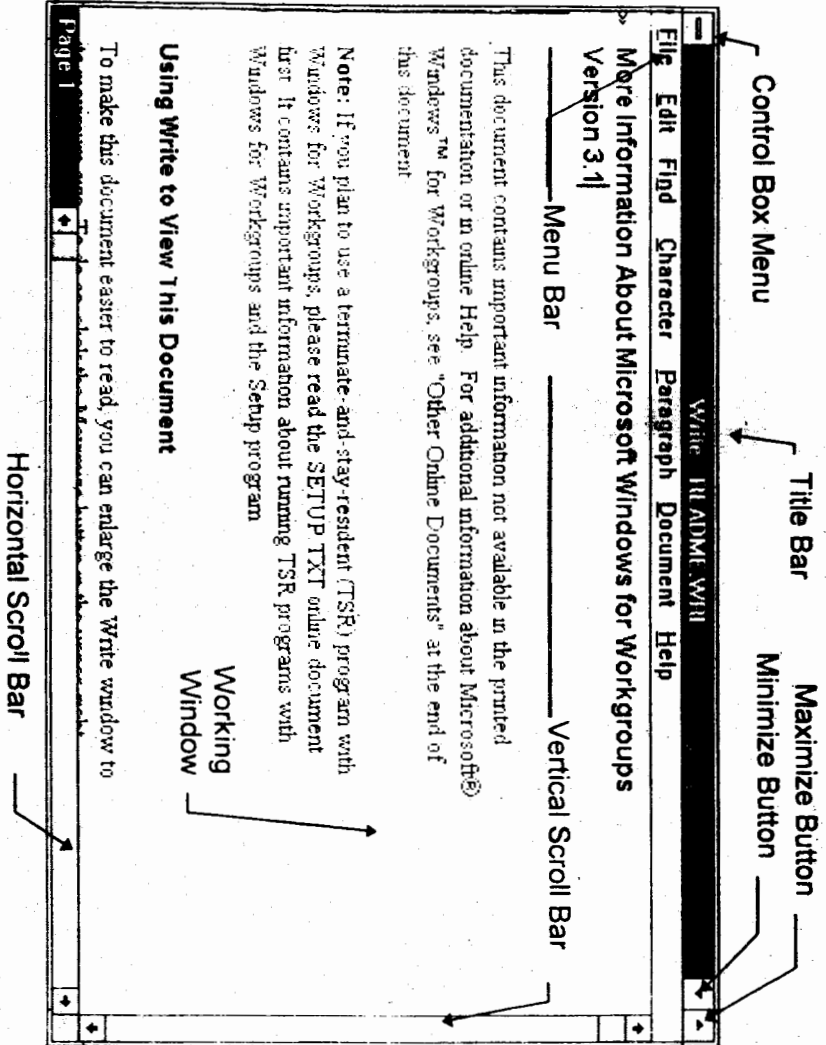 Control Box Menu
Title Bar
Maximize Button
Minimize Button
Write README.WRI
File Edit Find Character Paragraph Document Help
More Information About Microsoft Windows for Workgroups
Version 3.1
Menu Bar
Vertical Scroll Bar
This document contains important information not available in the printed
documentation or in online Help. For additional information about Microsoft®
Windows™ for Workgroups, see "Other Online Documents" at the end of
this document
Note: If you plan to use a terminate-and-stay-resident (TSR) program with
Windows for Workgroups, please read the SETUP TXT online document
first. It contains important information about running TSR programs with
Windows for Workgroups and the Setup program
Working
Window
Using Write to View This Document
To make this document easier to read, you can enlarge the Write window to
Page 1
Horizontal Scroll Bar